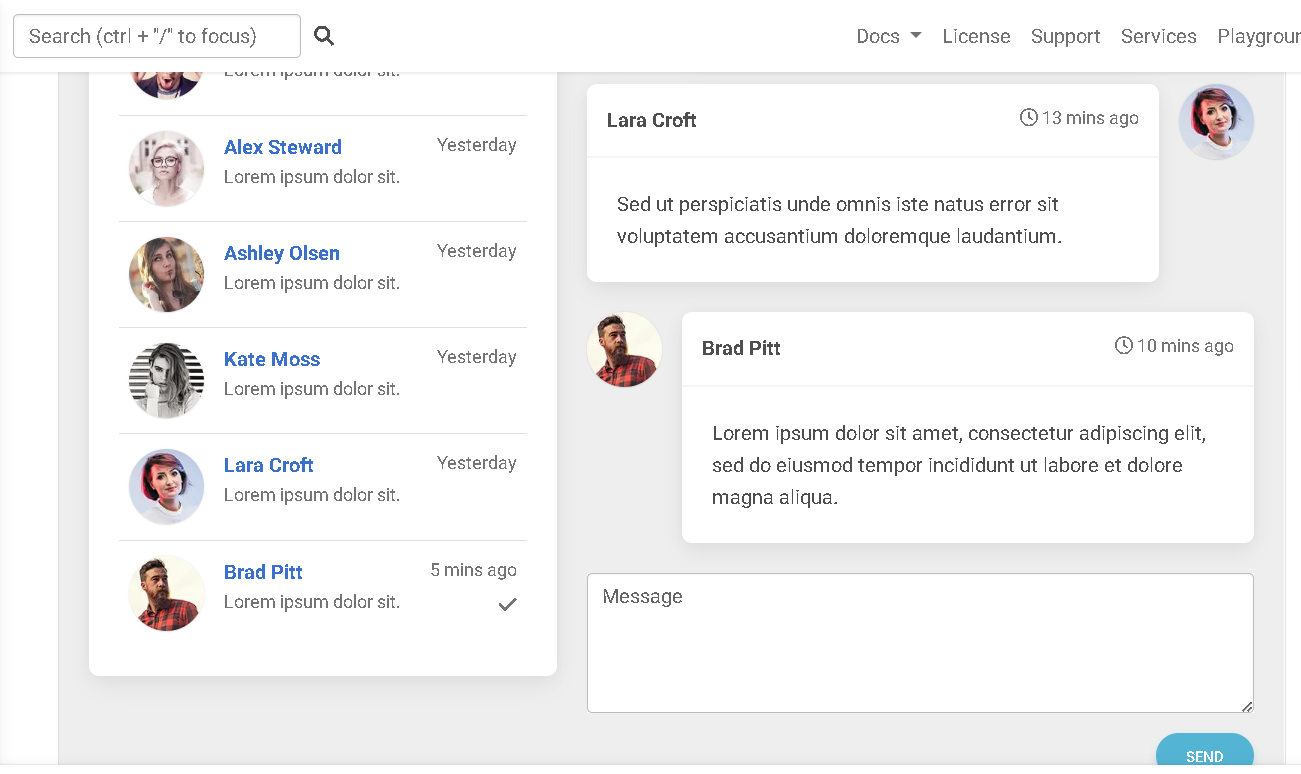 Search (ctrl + "/" to focus)
Docs License Support Services
Lorem ipsum dolor sit.
Alex Steward Yesterday
Lorem ipsum dolor sit.
Ashley Olsen Yesterday
Lorem ipsum dolor sit.
Kate Moss Yesterday
Lorem ipsum dolor sit.
Lara Croft Yesterday
Lorem ipsum dolor sit.
Brad Pitt 5 mins ago
Lorem ipsum dolor sit.
Lara Croft 13 mins ago
Sed ut perspiciatis unde omnis iste natus error sit
voluptatem accusantium doloremque laudantium.
Brad Pitt 10 mins ago
Lorem ipsum dolor sit amet, consectetur adipiscing elit,
sed do eiusmod tempor incididunt ut labore et dolore
magna aliqua.
Message
SEND